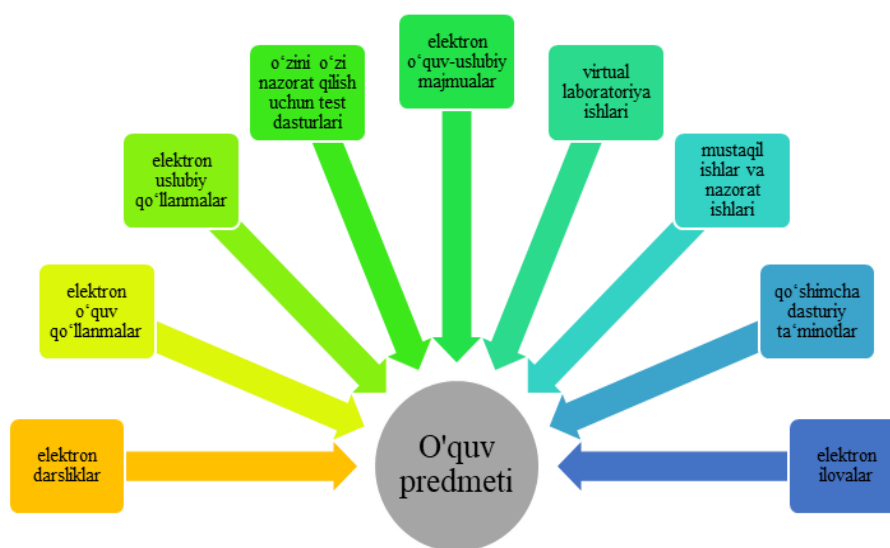 elektron
darsliklar
elektron
o‘quv
qo‘llanmalar
elektron
uslubiy
qo‘llanmalar
o‘zini o‘zi
nazorat qilish
uchun test
dasturlari
elektron
o‘quv-uslubiy
majmualar
virtual
laboratoriya
ishlari
mustaqil
ishlar va
nazorat
ishlari
qo‘shimcha
dasturiy
ta‘minotlar
elektron
ilovalar
O'quv
predmeti